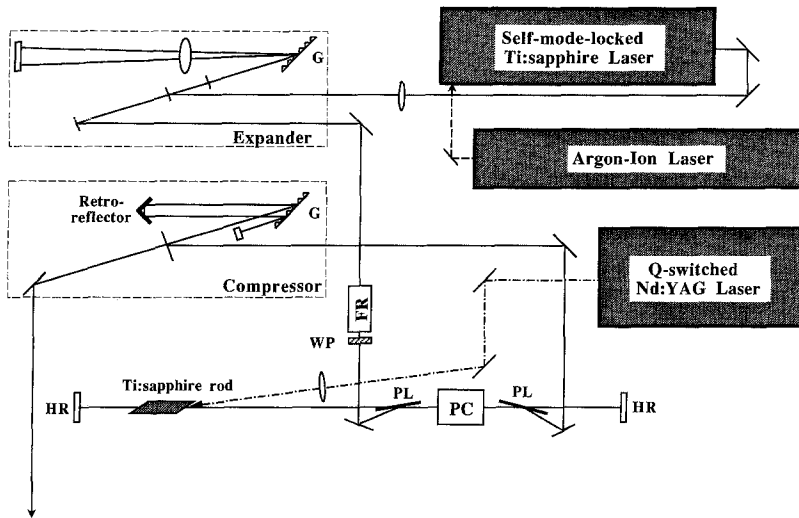 Self-mode-locked
Ti:sapphire Laser
G
Expander
Argon-Ion Laser
Retro-
reflector
G
Compressor
Q-switched
Nd:YAG Laser
FR
WP
Ti:sapphire rod
PL
PL
HR
PC
HR